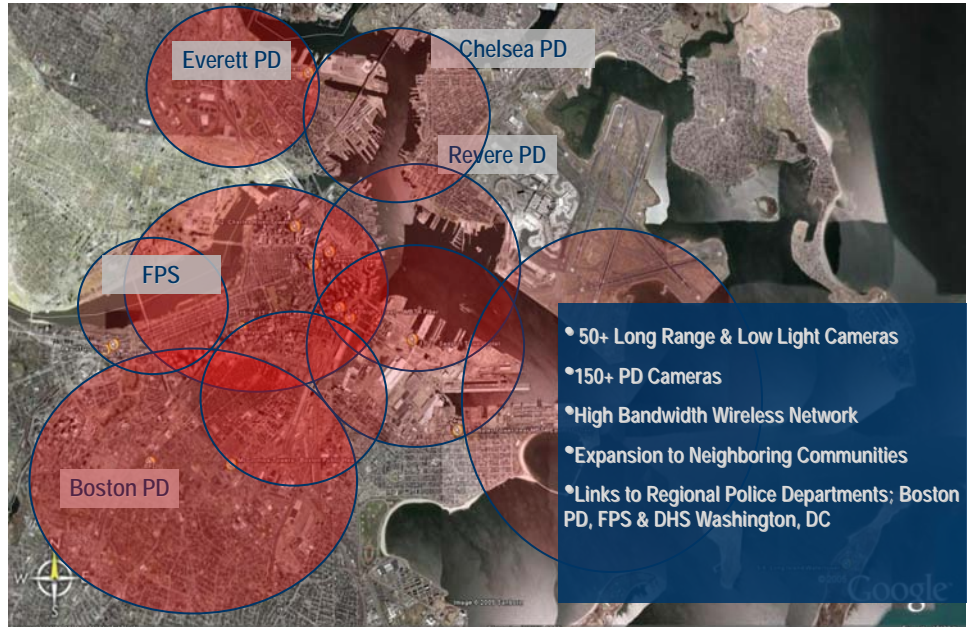 Everett PD
Chelsea PD
Revere PD
FPS
Boston PD
• 50+ Long Range & Low Light Cameras
•150+ PD Cameras
•High Bandwidth Wireless Network
•Expansion to Neighboring Communities
•Links to Regional Police Departments; Boston
PD, FPS & DHS Washington, DC
N
W
Google